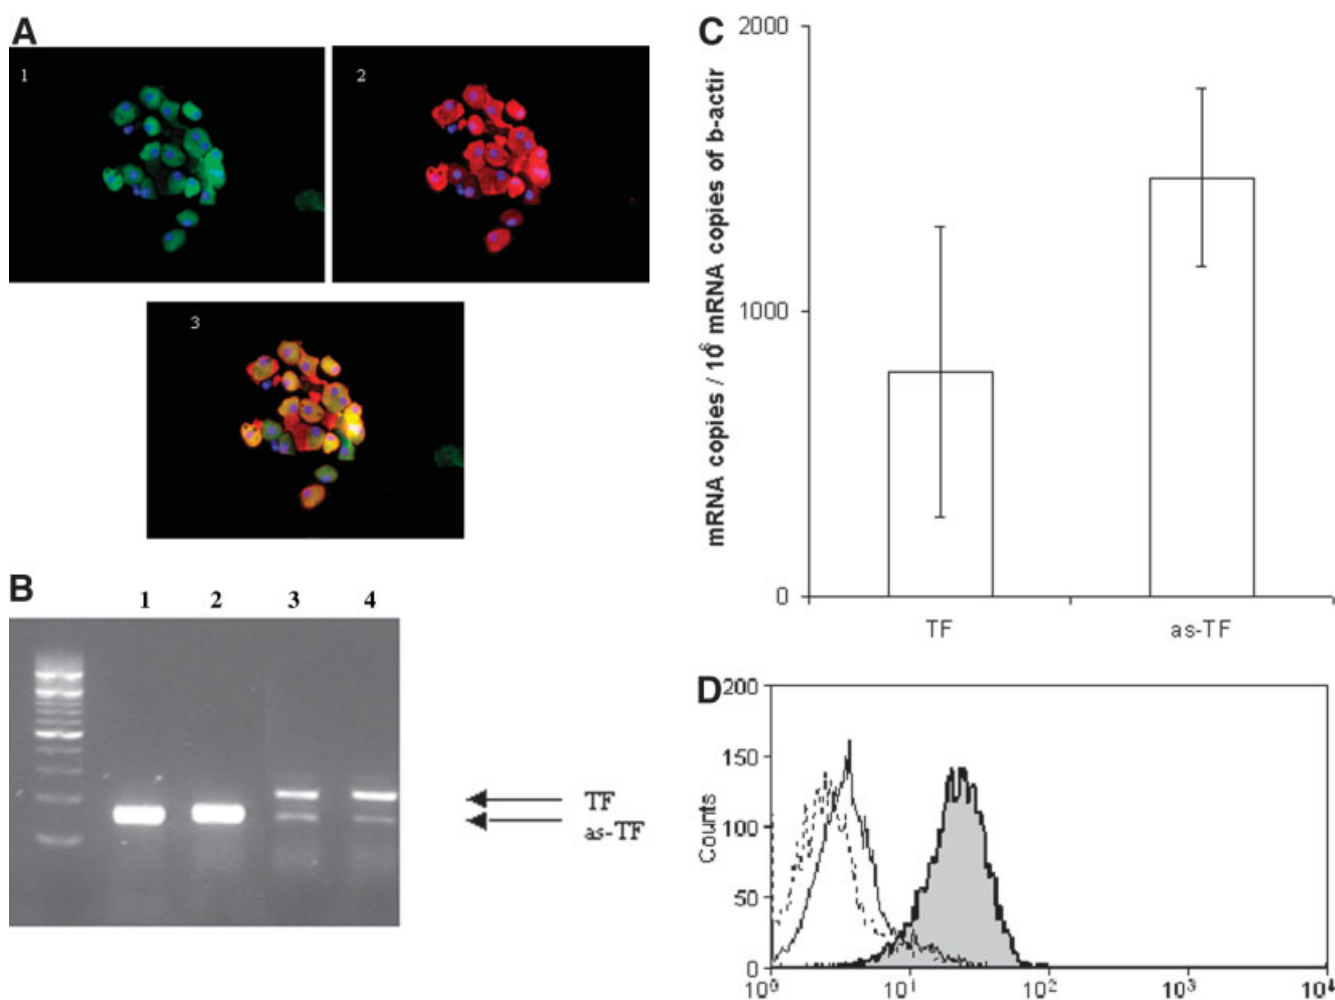 A
1
2
3
B
1 2 3 4
TF
as-TF
C
mRNA copies / 10⁶ mRNA copies of b-actir
2000
1000
0
TF
as-TF
D
Counts
200
150
100
50
0
10⁰ 10¹ 10² 10³ 10⁴